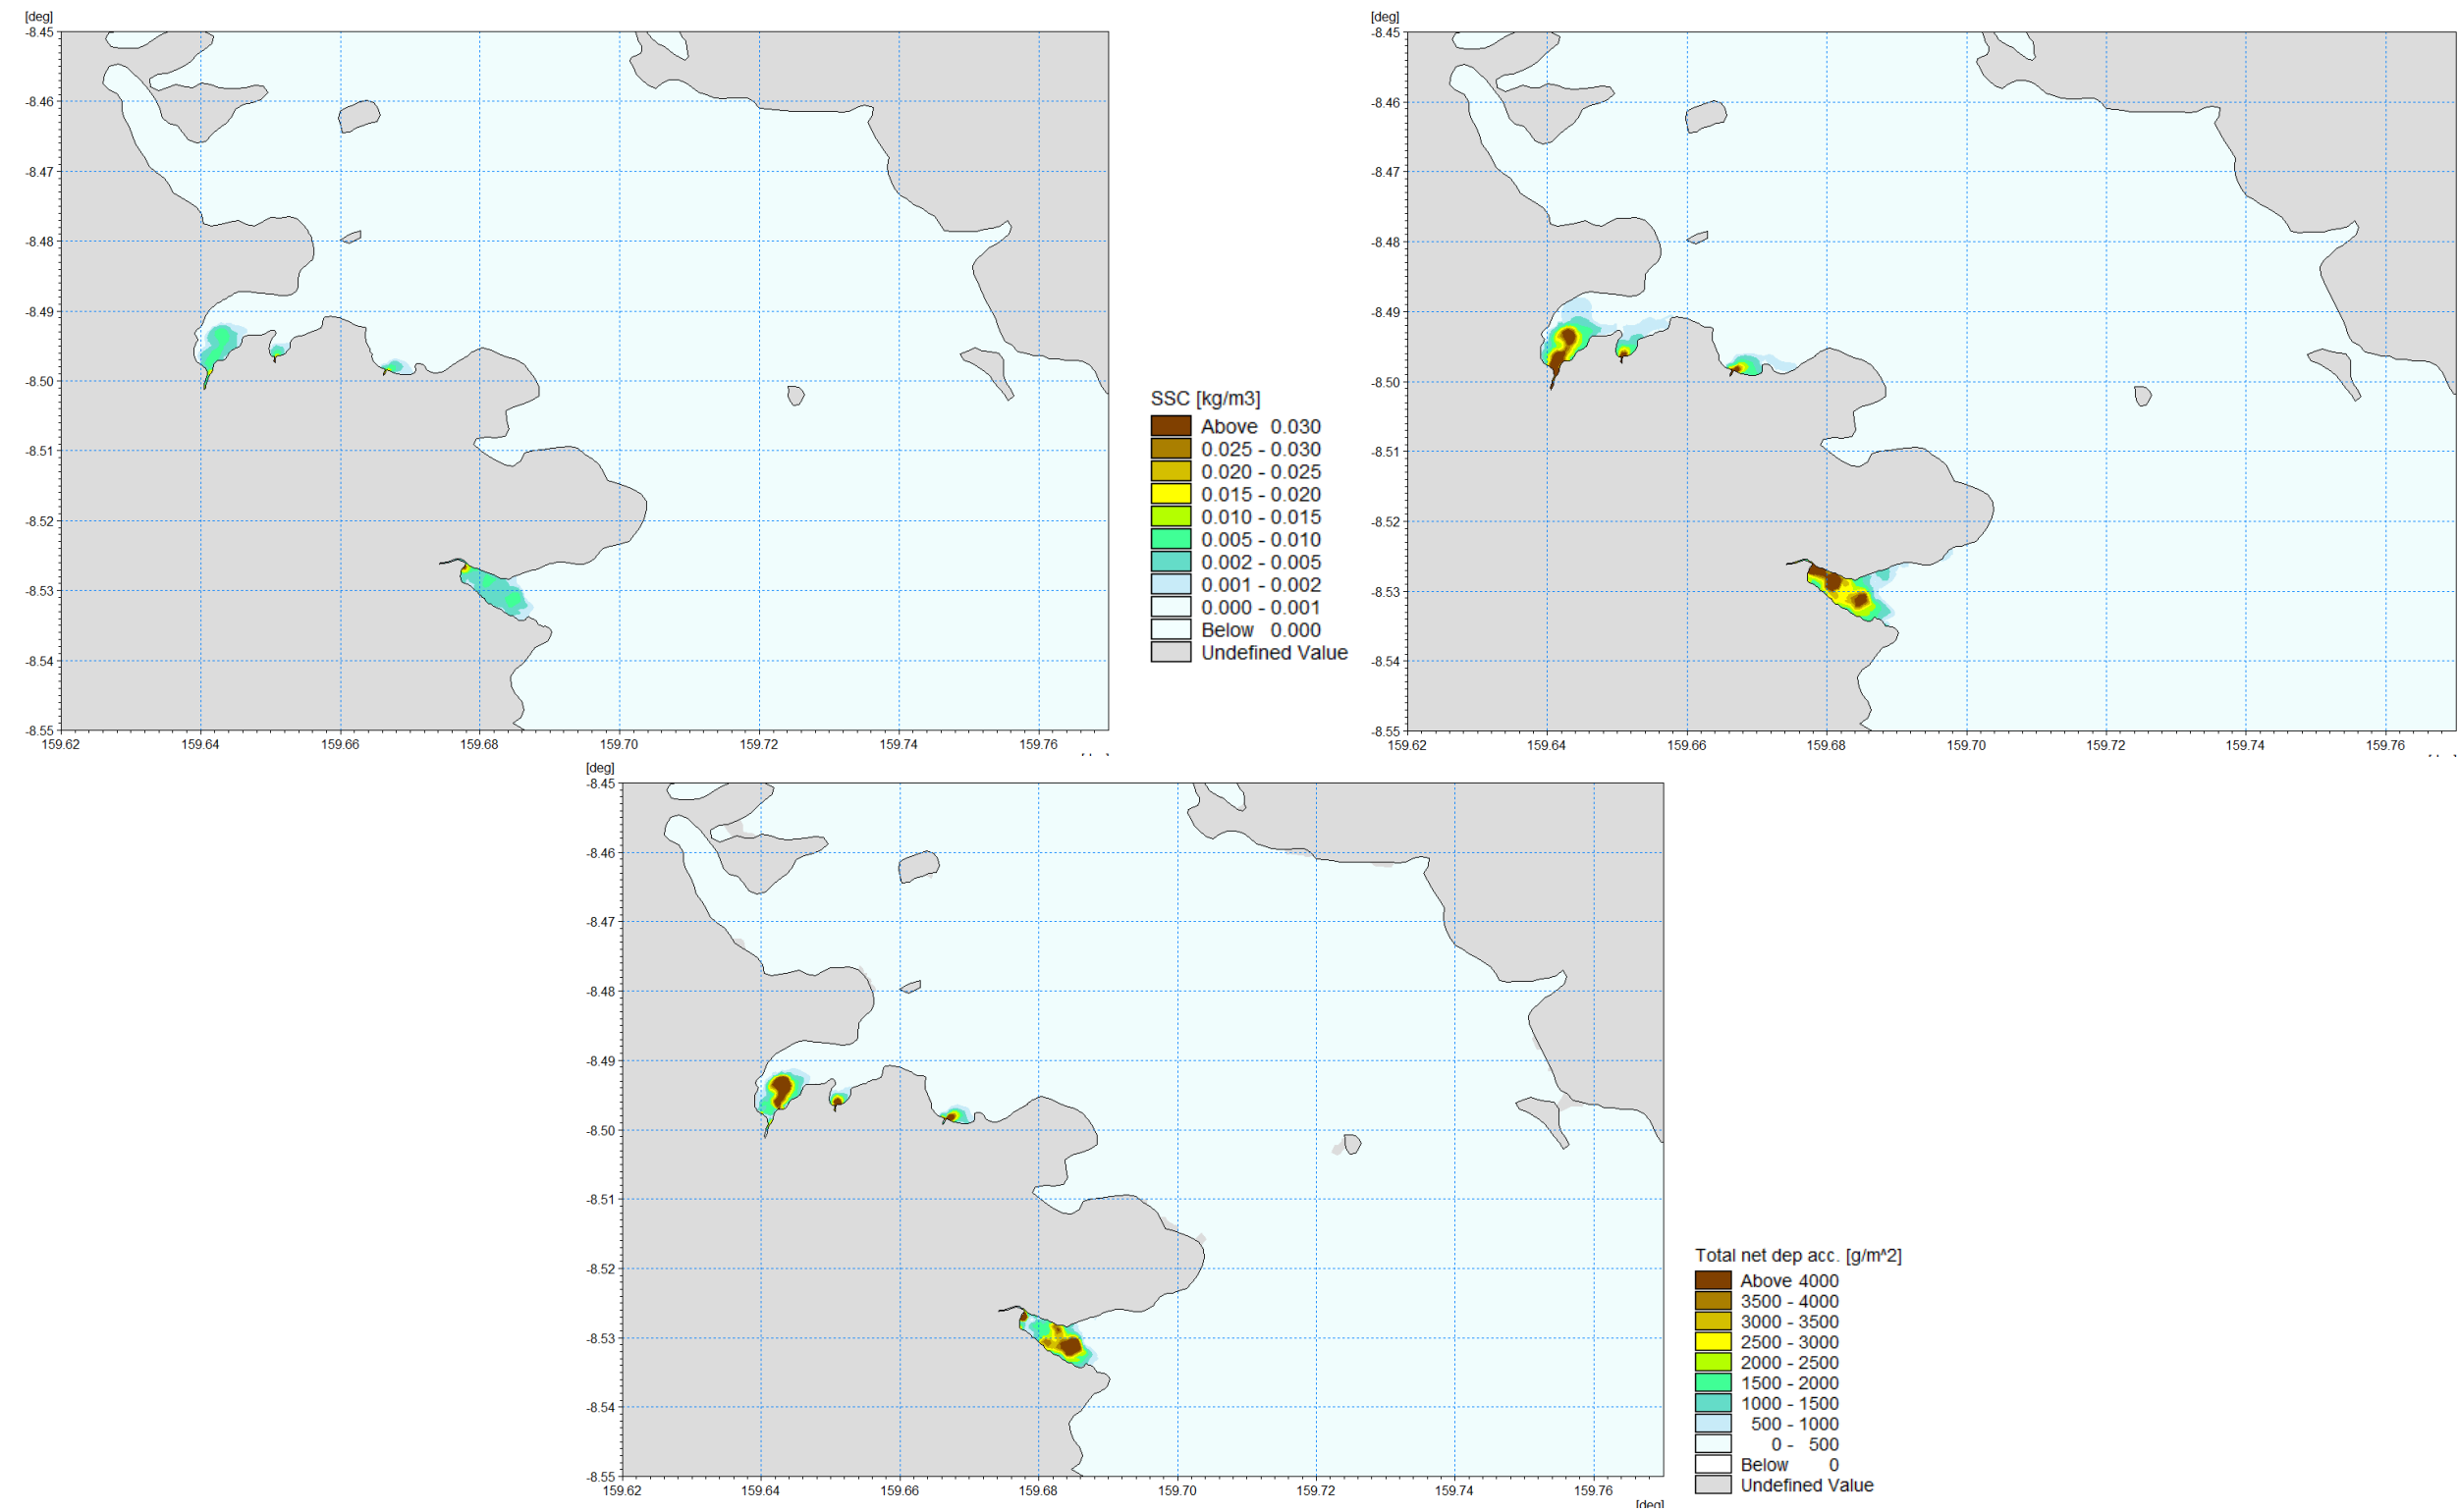 [deg]
-8.45
-8.46
-8.47
-8.48
-8.49
-8.50
-8.51
-8.52
-8.53
-8.54
-8.55
159.62 159.64 159.66 159.68 159.70 159.72 159.74 159.76
SSC [kg/m3]
Above 0.030
0.025 - 0.030
0.020 - 0.025
0.015 - 0.020
0.010 - 0.015
0.005 - 0.010
0.002 - 0.005
0.001 - 0.002
0.000 - 0.001
Below 0.000
Undefined Value
[deg]
-8.45
-8.46
-8.47
-8.48
-8.49
-8.50
-8.51
-8.52
-8.53
-8.54
-8.55
159.62 159.64 159.66 159.68 159.70 159.72 159.74 159.76
[deg]
-8.45
-8.46
-8.47
-8.48
-8.49
-8.50
-8.51
-8.52
-8.53
-8.54
-8.55
159.62 159.64 159.66 159.68 159.70 159.72 159.74 159.76
[deg]
Total net dep acc. [g/m^2]
Above 4000
3500 - 4000
3000 - 3500
2500 - 3000
2000 - 2500
1500 - 2000
1000 - 1500
500 - 1000
0 - 500
Below 0
Undefined Value